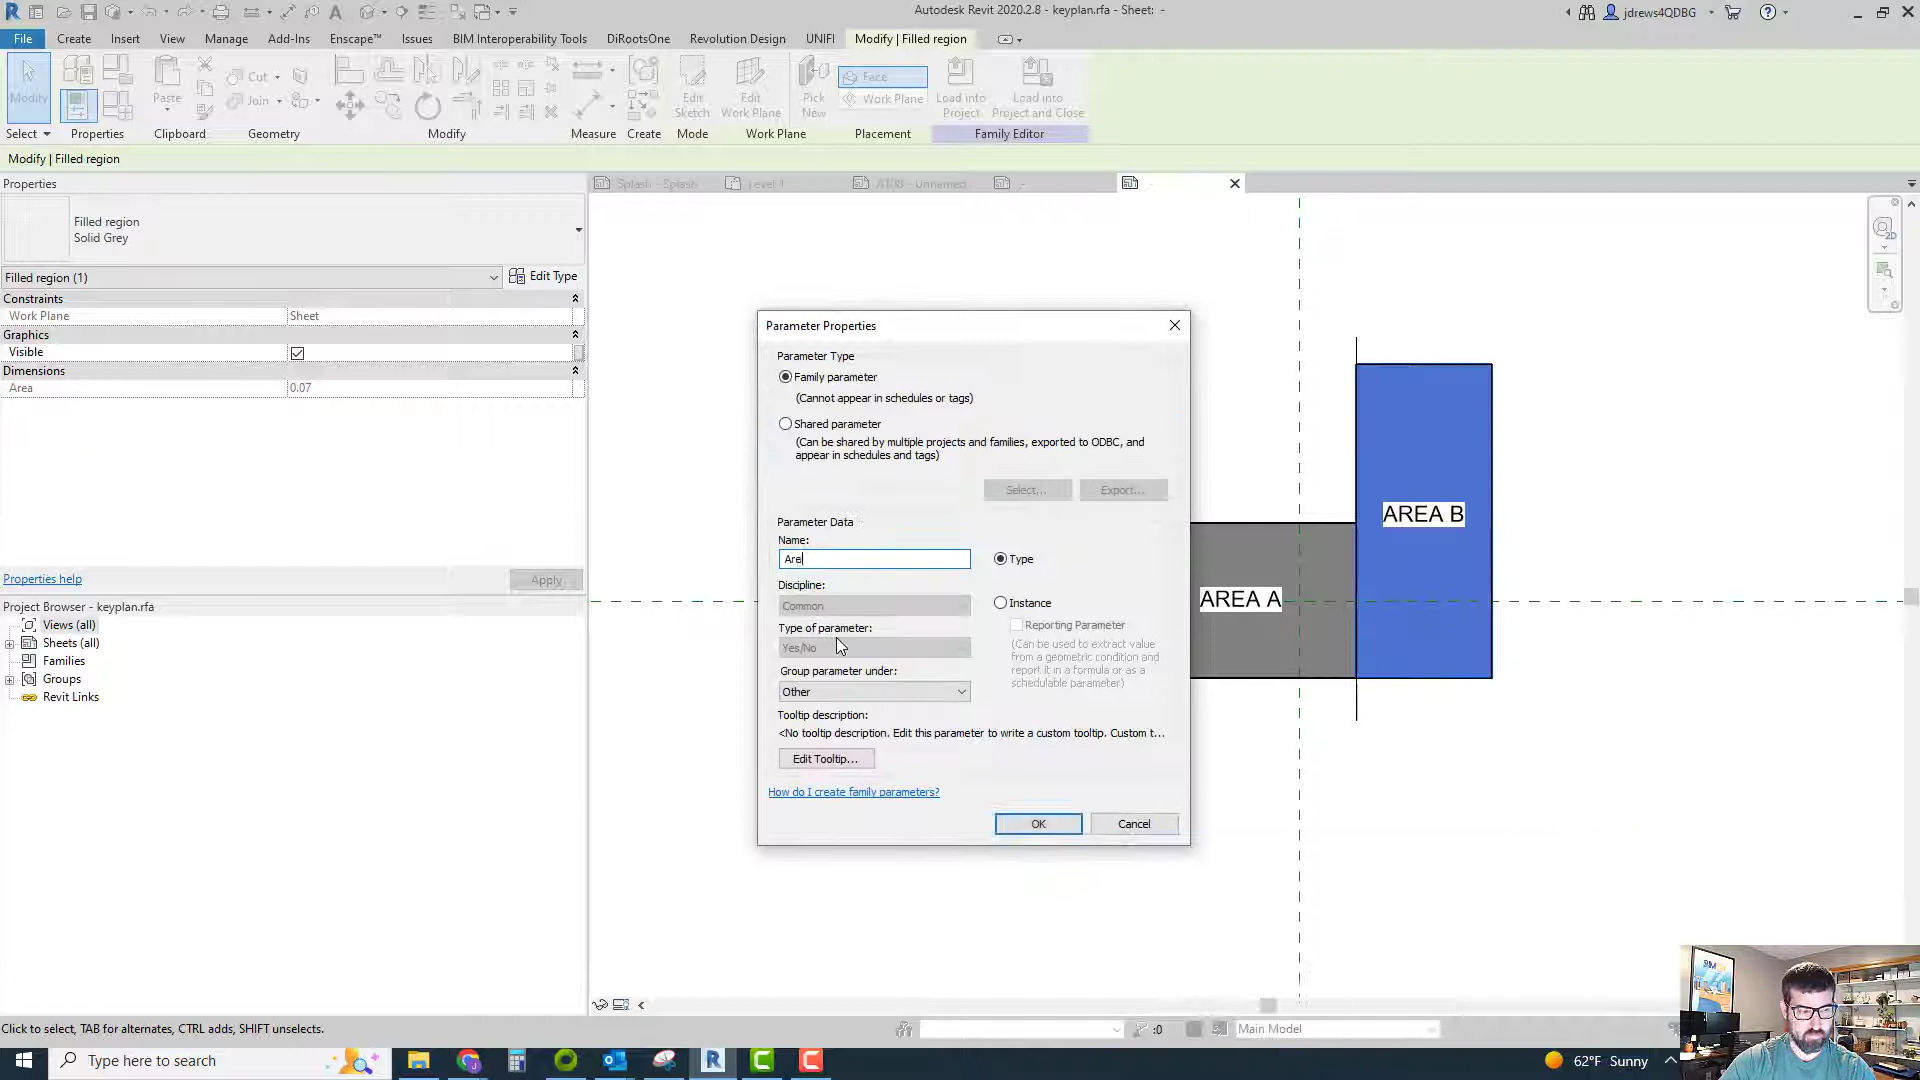 Autodesk Revit 2020.2.8 - keyplan.rfa - Sheet: -
jdrews4QDBG
File Create Insert View Manage Add-Ins Enscape™ Issues BIM Interoperability Tools DiRootsOne Revolution Design UNIFI Modify | Filled region
Modify
Paste
Cut
Join
Edit Sketch
Edit Work Plane
Pick New
Face
Work Plane
Load into Project
Load into Project and Close
Select Properties Clipboard Geometry Modify Measure Create Mode Work Plane Placement Family Editor
Modify | Filled region
Properties
Splash - Splash
Level 1
A108 - Unnamed
Filled region
Solid Grey
Filled region (1)
Edit Type
Constraints
Work Plane Sheet
Graphics
Visible
Dimensions
Area 0.07
Properties help
Apply
Project Browser - keyplan.rfa
Views (all)
Sheets (all)
Families
Groups
Revit Links
Parameter Properties
Parameter Type
Family parameter
(Cannot appear in schedules or tags)
Shared parameter
(Can be shared by multiple projects and families, exported to ODBC, and
appear in schedules and tags)
Select... Export...
Parameter Data
Name:
Are
Type
Discipline:
Common
Instance
Type of parameter:
Reporting Parameter
Yes/No
(Can be used to extract value
from a geometric condition and
report it in a formula or as a
schedulable parameter)
Group parameter under:
Other
Tooltip description:
<No tooltip description. Edit this parameter to write a custom tooltip. Custom t...
Edit Tooltip...
How do I create family parameters?
OK Cancel
AREA A
AREA B
2D
Click to select, TAB for alternates, CTRL adds, SHIFT unselects.
:0
Main Model
Type here to search
62°F Sunny